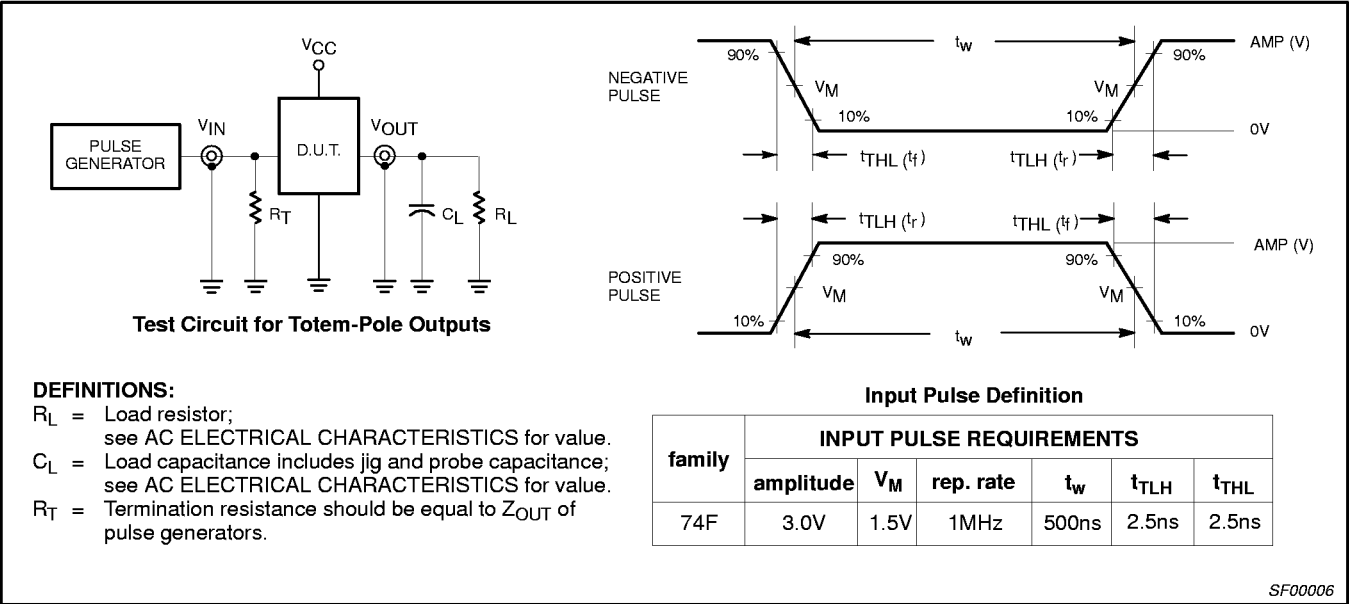 VCC
VIN
VOUT
PULSE
GENERATOR
D.U.T.
RT
CL
RL
Test Circuit for Totem-Pole Outputs
NEGATIVE
PULSE
90%
tw
90%
AMP (V)
VM
VM
10%
10%
0V
tTHL (tf)
tTLH (tr)
tTLH (tr)
tTHL (tf)
AMP (V)
POSITIVE
PULSE
90%
90%
VM
VM
10%
10%
tw
0V
DEFINITIONS:
RL = Load resistor;
see AC ELECTRICAL CHARACTERISTICS for value.
CL = Load capacitance includes jig and probe capacitance;
see AC ELECTRICAL CHARACTERISTICS for value.
RT = Termination resistance should be equal to ZOUT of
pulse generators.
Input Pulse Definition
family
INPUT PULSE REQUIREMENTS
amplitude VM rep. rate tw tTLH tTHL
74F 3.0V 1.5V 1MHz 500ns 2.5ns 2.5ns
SF00006